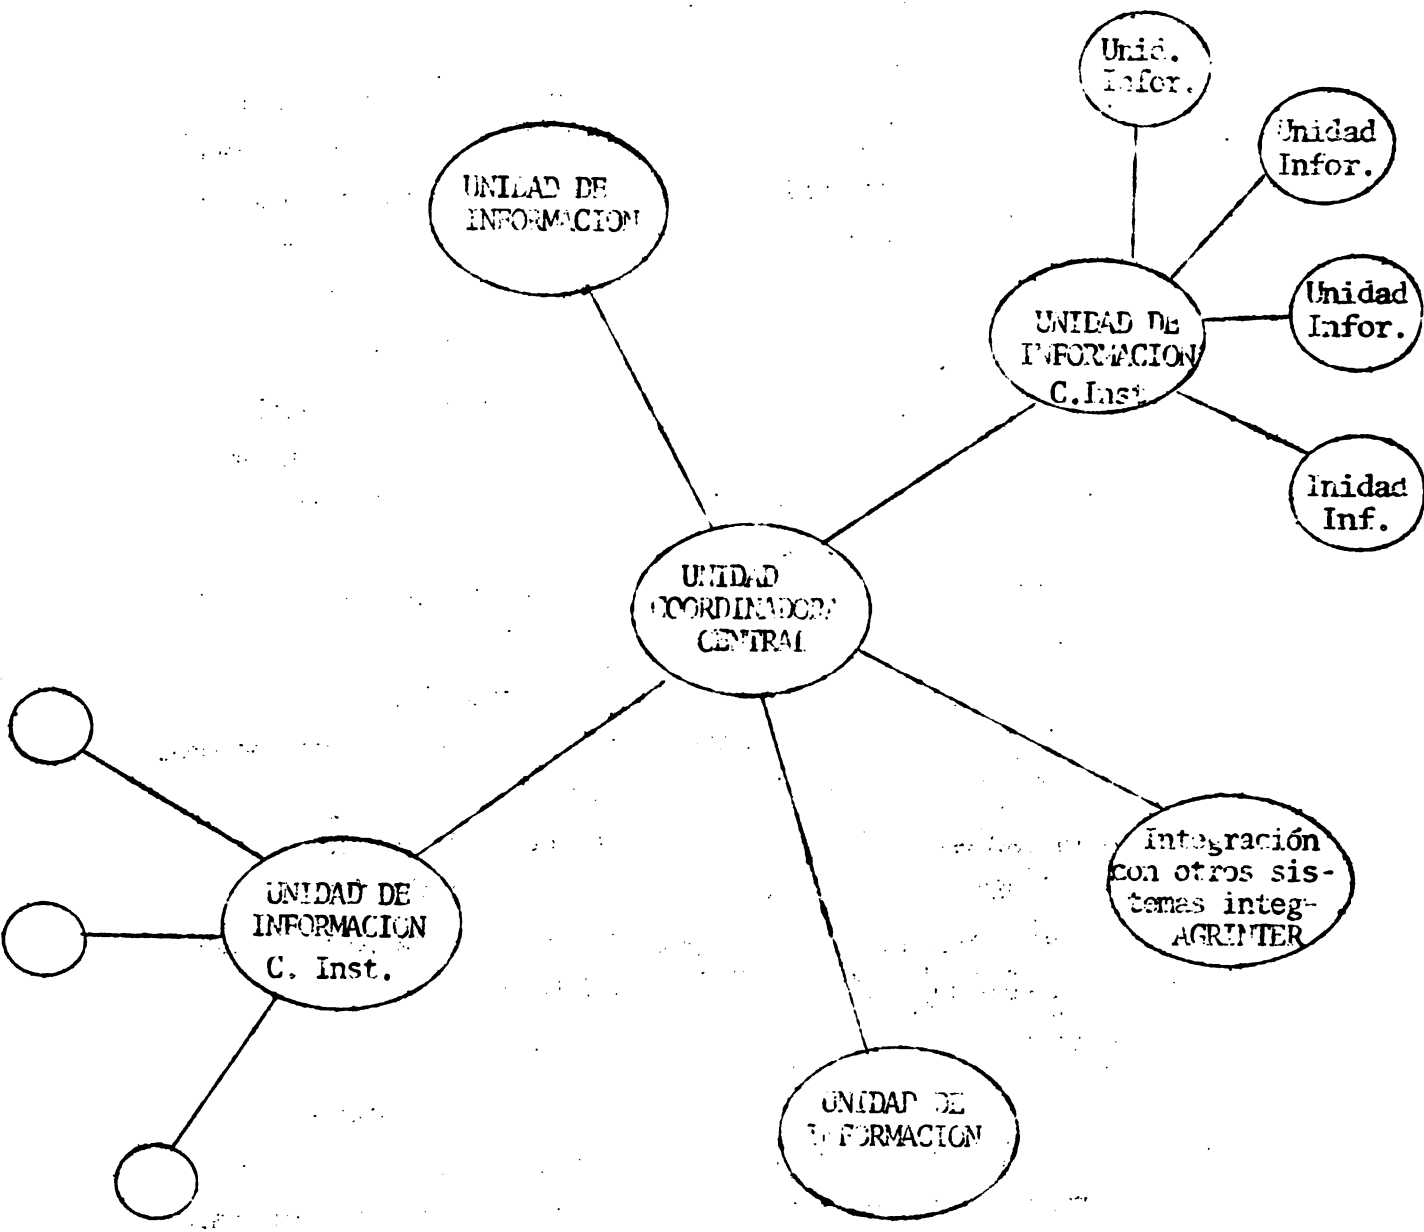 Unid.
Infor.
Unidad
Infor.
UNIDAD DE
INFORMACION
Unidad
Infor.
UNIDAD DE
INFORMACION
C.Inst.
Inidad
Inf.
UNIDAD
COORDINADORA
CENTRAL
Integración
con otros sis-
temas integ-
AGRINTER
UNIDAD DE
INFORMACION
C. Inst.
UNIDAD DE
INFORMACION